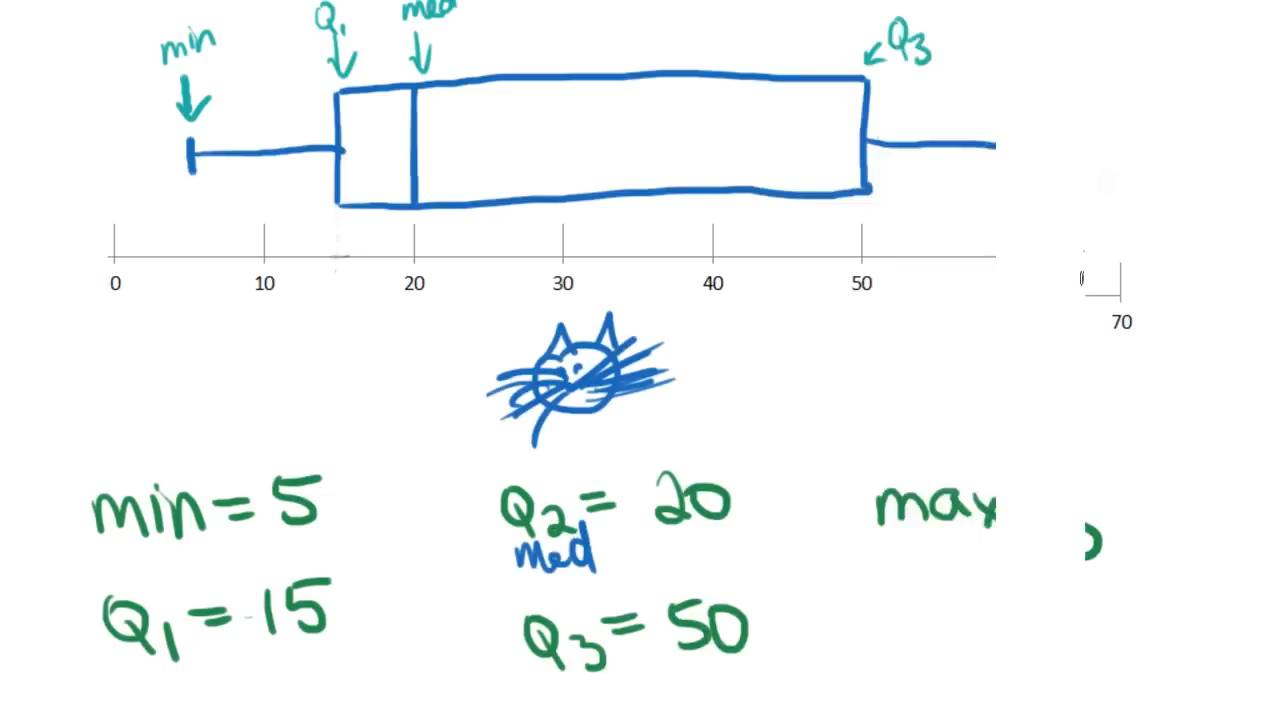 min Q1 med Q3
0 10 20 30 40 50 70
min = 5 Q2 = 20 max
med
Q1 = 15 Q3 = 50